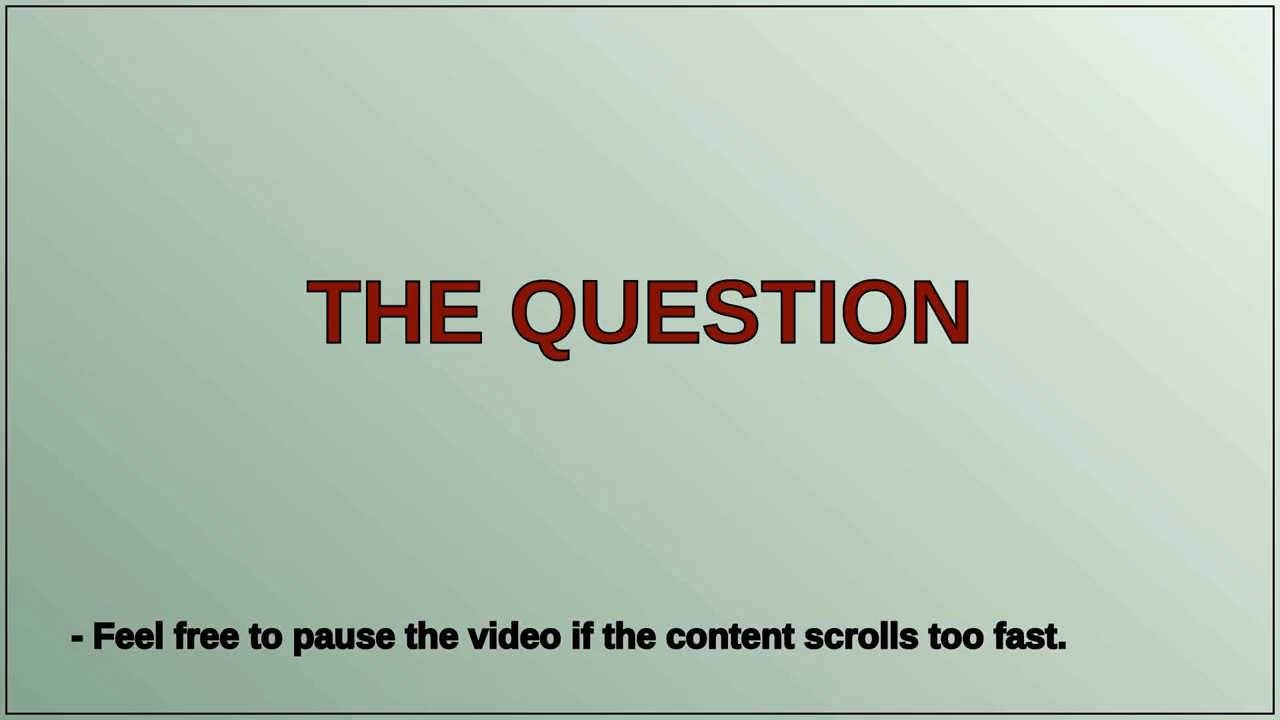 THE QUESTION
- Feel free to pause the video if the content scrolls too fast.